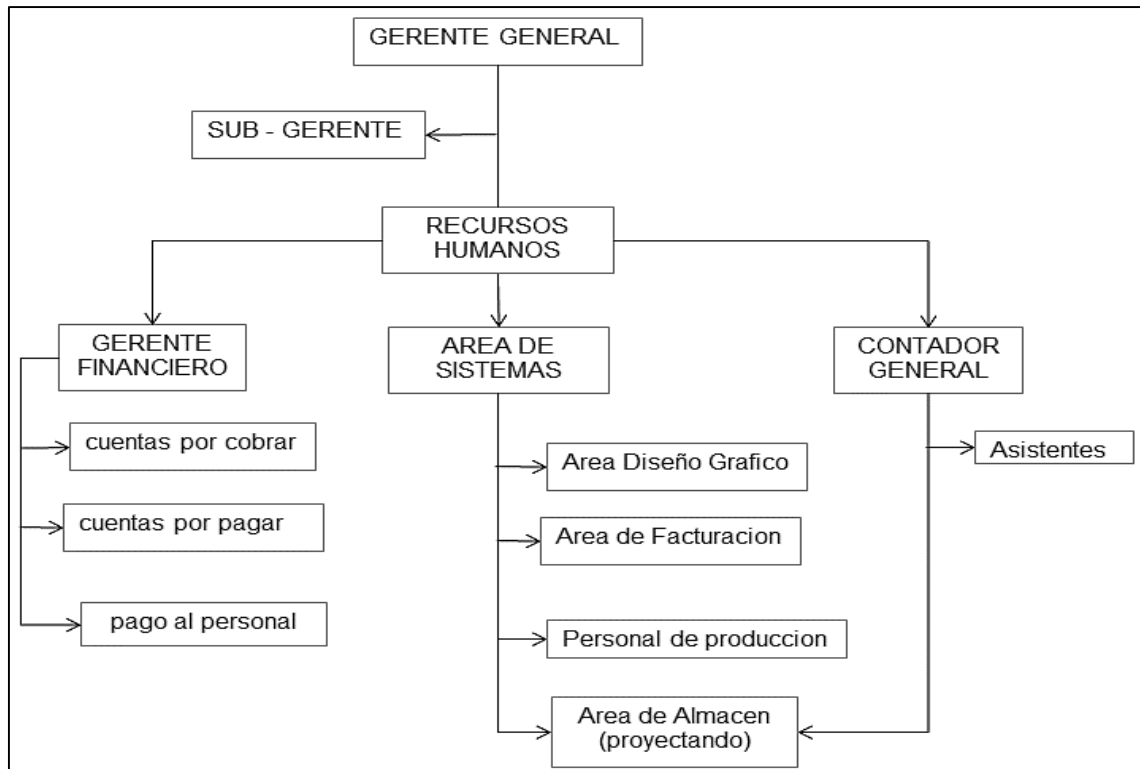 GERENTE GENERAL
SUB - GERENTE
RECURSOS
HUMANOS
GERENTE
FINANCIERO
AREA DE
SISTEMAS
CONTADOR
GENERAL
cuentas por cobrar
cuentas por pagar
pago al personal
Area Diseño Grafico
Area de Facturacion
Personal de produccion
Area de Almacen
(proyectando)
Asistentes